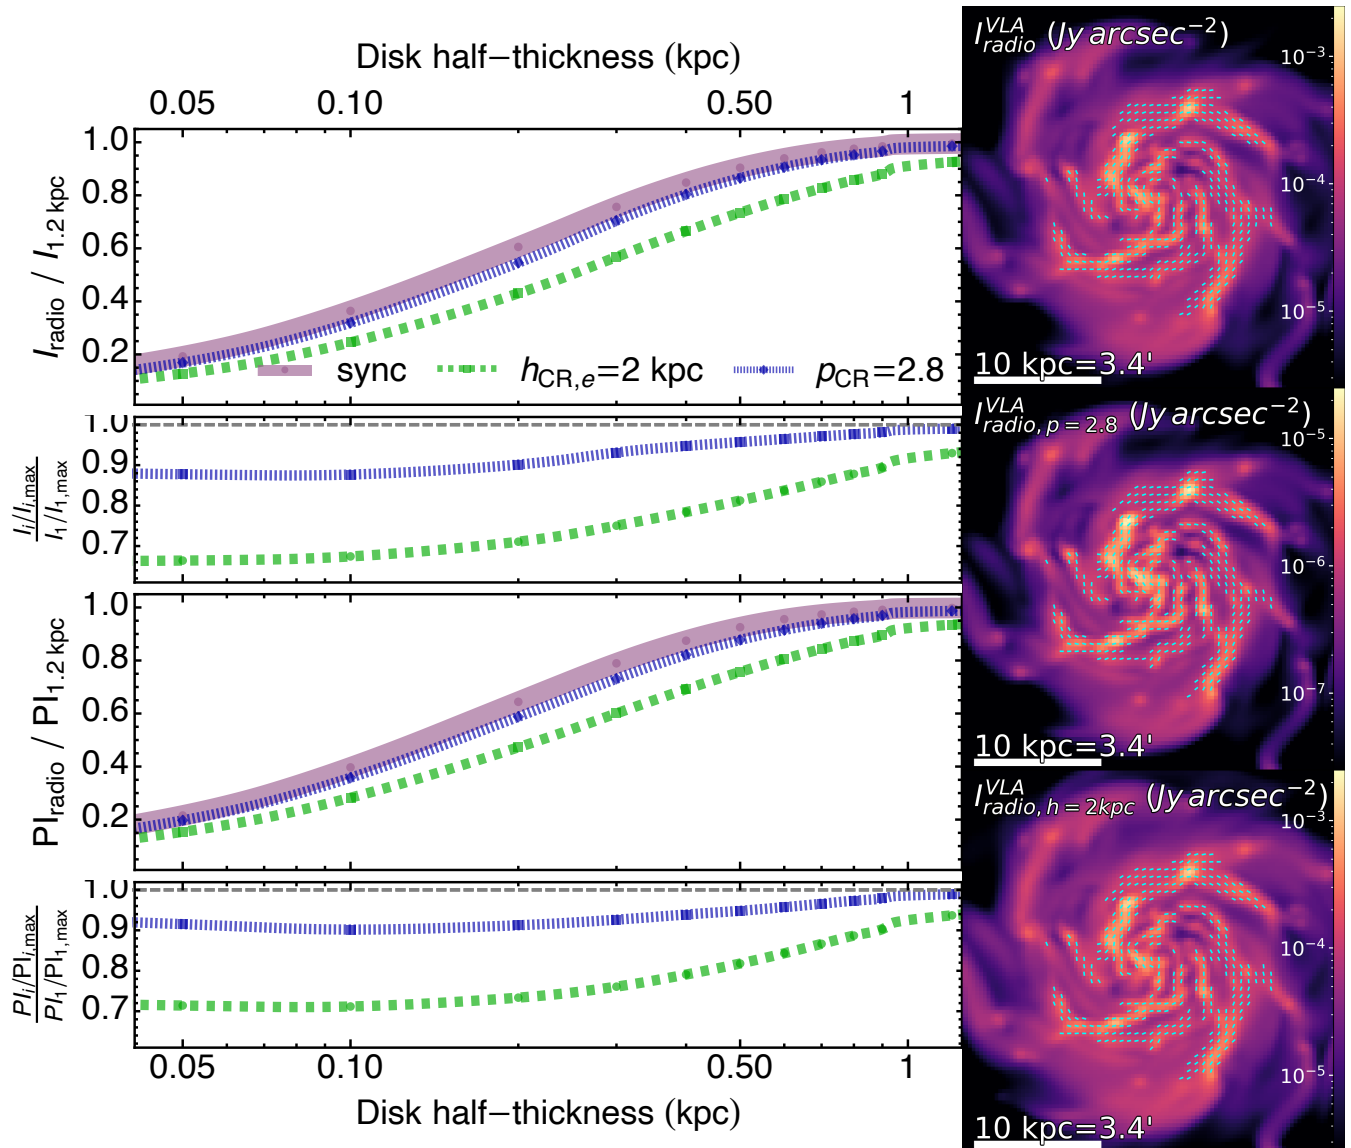 Disk half−thickness (kpc)
0.05 0.10 0.50 1
1.0
0.8
0.6
0.4
0.2
I_radio / I_1.2 kpc
sync h_CR,e=2 kpc p_CR=2.8
1.0
0.9
0.8
0.7
I_i/I_i,max
I_1/I_1,max
1.0
0.8
0.6
0.4
0.2
PI_radio / PI_1.2 kpc
1.0
0.9
0.8
0.7
PI_i/PI_i,max
PI_1/PI_1,max
0.05 0.10 0.50 1
Disk half−thickness (kpc)
I_radio^VLA (Jy arcsec^−2)
10^−3
10^−4
10^−5
10 kpc=3.4'
I_radio, p=2.8^VLA (Jy arcsec^−2)
10^−5
10^−6
10^−7
10 kpc=3.4'
I_radio, h=2kpc^VLA (Jy arcsec^−2)
10^−3
10^−4
10^−5
10 kpc=3.4'